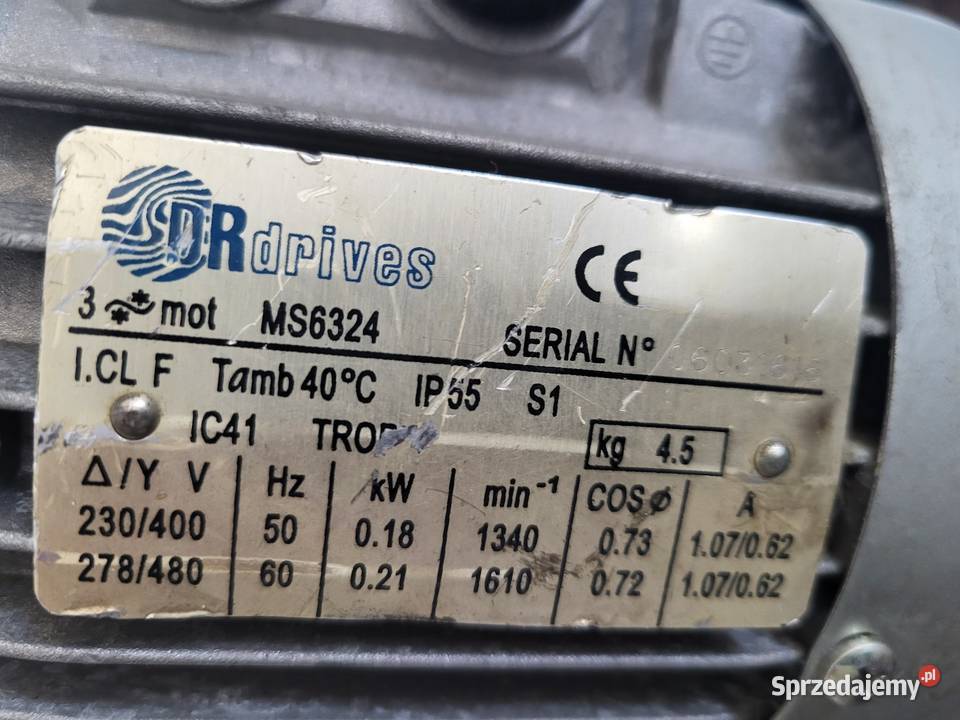 SDRdrives
CE
3 ~ mot MS6324 SERIAL Nº
I.CL F Tamb 40°C IP55 S1
IC41
kg 4.5
Δ/Y V Hz kW min⁻¹ COS ø A
230/400 50 0.18 1340 0.73 1.07/0.62
278/480 60 0.21 1610 0.72 1.07/0.62
Sprzedajemy.pl